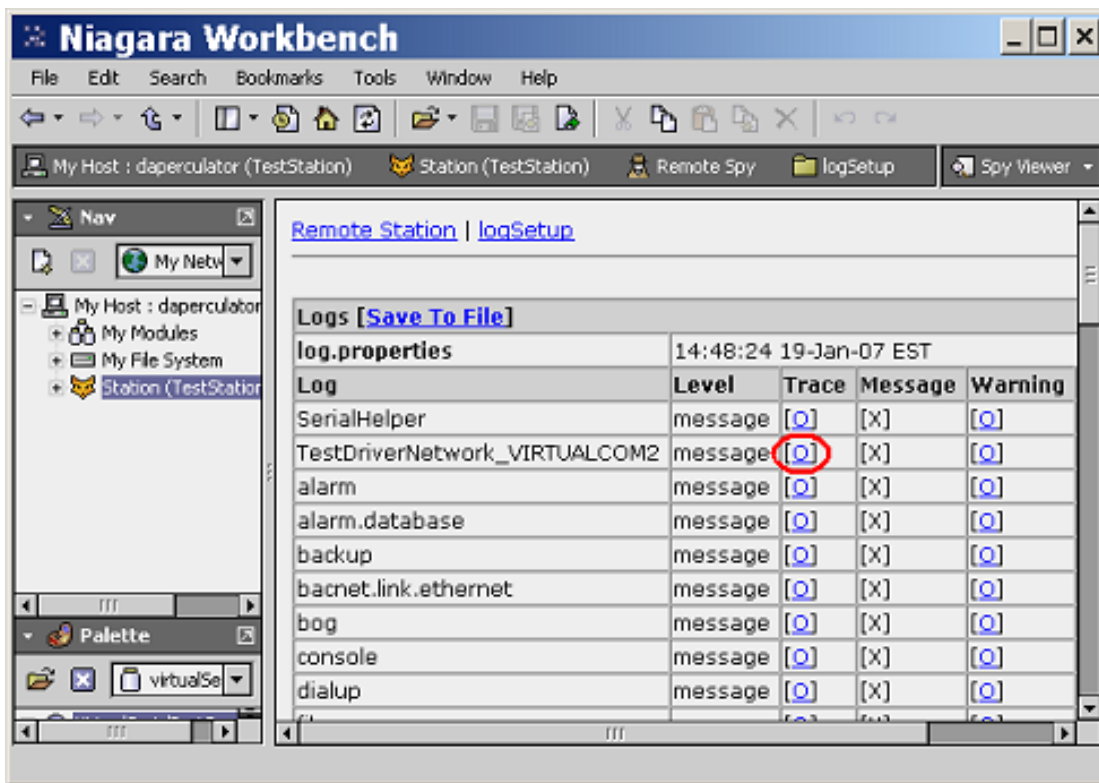 Niagara Workbench
File Edit Search Bookmarks Tools Window Help
My Host : daperculator (TestStation) Station (TestStation) Remote Spy logSetup Spy Viewer
Nav
My Netw
My Host : daperculator
My Modules
My File System
Station (TestStation
Palette
virtualSe
Remote Station | logSetup
Logs [Save To File]
log.properties 14:48:24 19-Jan-07 EST
Log Level Trace Message Warning
SerialHelper message [O] [X] [O]
TestDriverNetwork_VIRTUALCOM2 message [O] [X] [O]
alarm message [O] [X] [O]
alarm.database message [O] [X] [O]
backup message [O] [X] [O]
bacnet.link.ethernet message [O] [X] [O]
bog message [O] [X] [O]
console message [O] [X] [O]
dialup message [O] [X] [O]